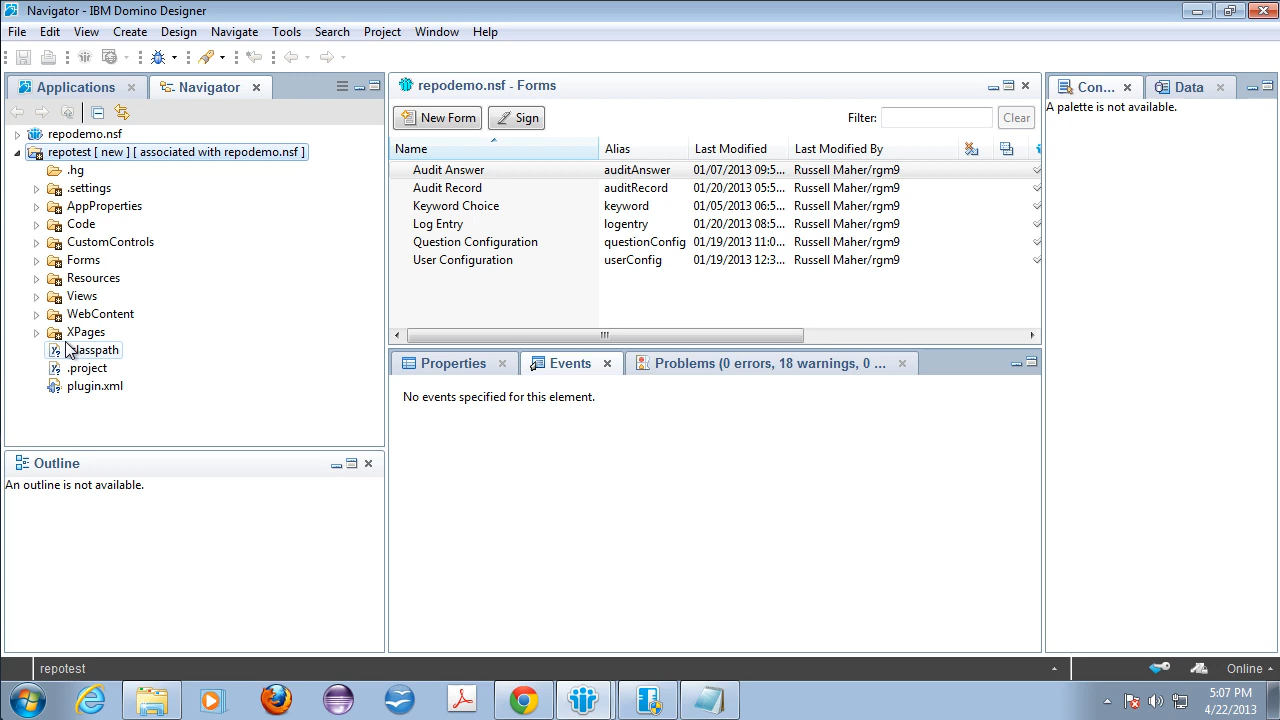 Navigator - IBM Domino Designer
File Edit View Create Design Navigate Tools Search Project Window Help
Applications Navigator
repodemo.nsf
repotest [ new ] [ associated with repodemo.nsf ]
.hg
.settings
AppProperties
Code
CustomControls
Forms
Resources
Views
WebContent
XPages
lasspath
.project
plugin.xml
Outline
An outline is not available.
repodemo.nsf - Forms
New Form Sign Filter: Clear
Name Alias Last Modified Last Modified By
Audit Answer auditAnswer 01/07/2013 09:5... Russell Maher/rgm9
Audit Record auditRecord 01/20/2013 05:5... Russell Maher/rgm9
Keyword Choice keyword 01/05/2013 06:5... Russell Maher/rgm9
Log Entry logentry 01/20/2013 08:5... Russell Maher/rgm9
Question Configuration questionConfig 01/19/2013 11:0... Russell Maher/rgm9
User Configuration userConfig 01/19/2013 12:3... Russell Maher/rgm9
Properties Events Problems (0 errors, 18 warnings, 0 ...
No events specified for this element.
Con... Data
A palette is not available.
repotest Online
5:07 PM
4/22/2013